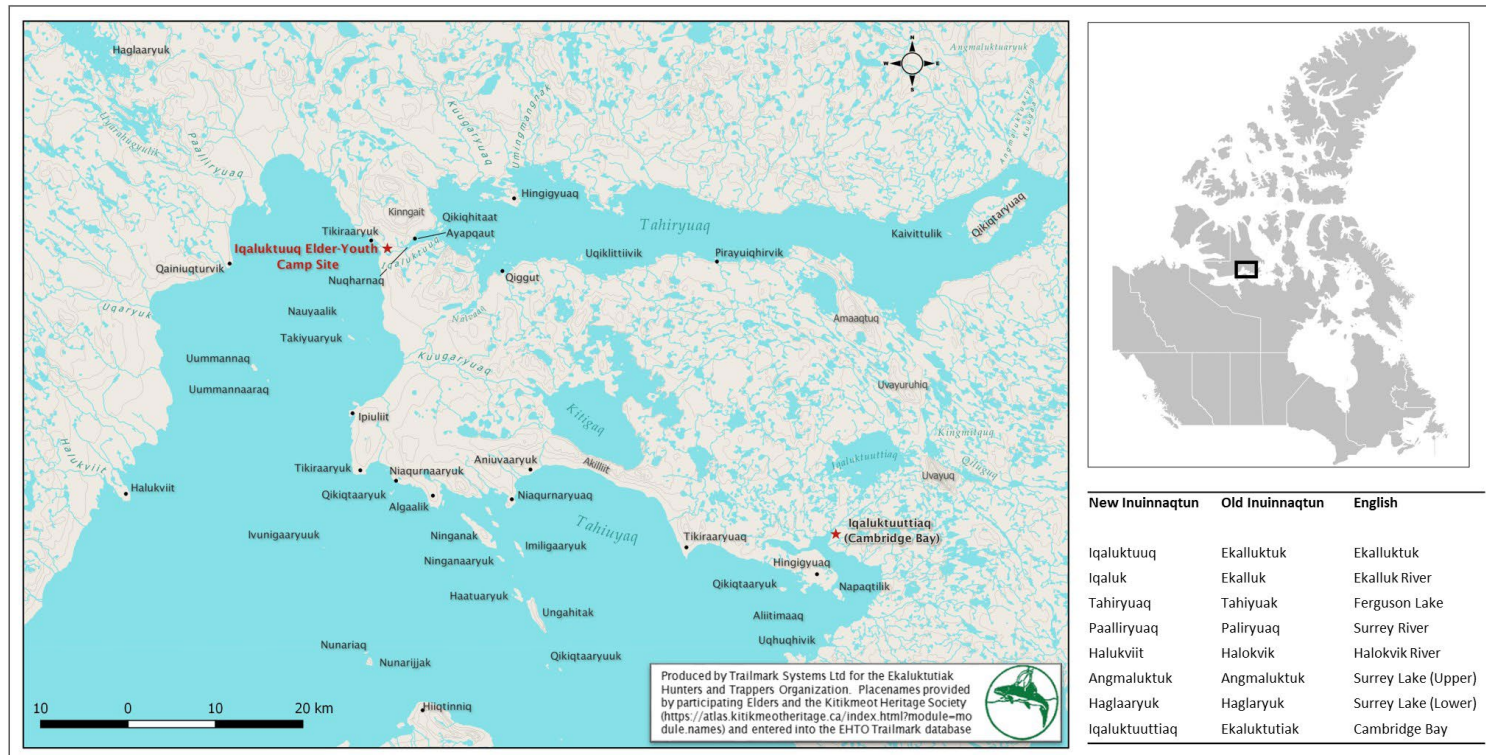 Haglaaryuk
N
W
E
S
Angmaluktuaryuk
Uyarahugyulik
Paalliryuaq
Kuugaryuaq
Umingmangnak
Angmaluktuaryuup
Kuugaa
Kinngait
Hingigyuaq
Qikiqhitaat
Ayapqaut
Tahiryuaq
Kaivittulik
Qikiqtaryuaq
Tikiraaryuk
Iqaluktuuq Elder-Youth
Camp Site
Iqaluktuuq
Nuqharnaq
Qainiuqturvik
Qiggut
Uqiklittiivik
Pirayuiqhirvik
Uqaryuk
Nauyaalik
Takiyuaryuk
Amaaqtuq
Uummannaq
Kuugaryuaq
Uummannaaraq
Uvayuruhiq
Ipiuliit
Kitigaq
Kingmitquq
Halukviit
Iqaluktuuttiaq
Qiluguq
Tikiraaryuk
Niaqurnaaryuk
Aniuvaaryuk
Akilliit
Uvayuq
Halukviit
Qikiqtaaryuk
Algaalik
Niaqurnaryuaq
Tahiuyaq
Iqaluktuuttiaq
(Cambridge Bay)
Ivunigaaryuuk
Ninganak
Imiligaaryuk
Tikiraaryuaq
Ninganaaryuk
Hingigyuaq
Qikiqtaaryuk
Napaqtilik
Haatuaryuk
Ungahitak
Aliitimaaq
Uqhuqhivik
Nunariaq
Nunarijjak
Qikiqtaaryuuk
Hiiqtinniq
10 0 10 20 km
Produced by Trailmark Systems Ltd for the Ekaluktutiak
Hunters and Trappers Organization. Placenames provided
by participating Elders and the Kitikmeot Heritage Society
(https://atlas.kitikmeotheritage.ca/index.html?module=mo
dule.names) and entered into the EHTO Trailmark database
New Inuinnaqtun Old Inuinnaqtun English
Iqaluktuuq Ekalluktuk Ekalluktuk
Iqaluk Ekalluk Ekalluk River
Tahiryuaq Tahiyuak Ferguson Lake
Paalliryuaq Paliryuaq Surrey River
Halukviit Halokvik Halokvik River
Angmaluktuk Angmaluktuk Surrey Lake (Upper)
Haglaaryuk Haglaryuk Surrey Lake (Lower)
Iqaluktuuttiaq Ekaluktutiak Cambridge Bay